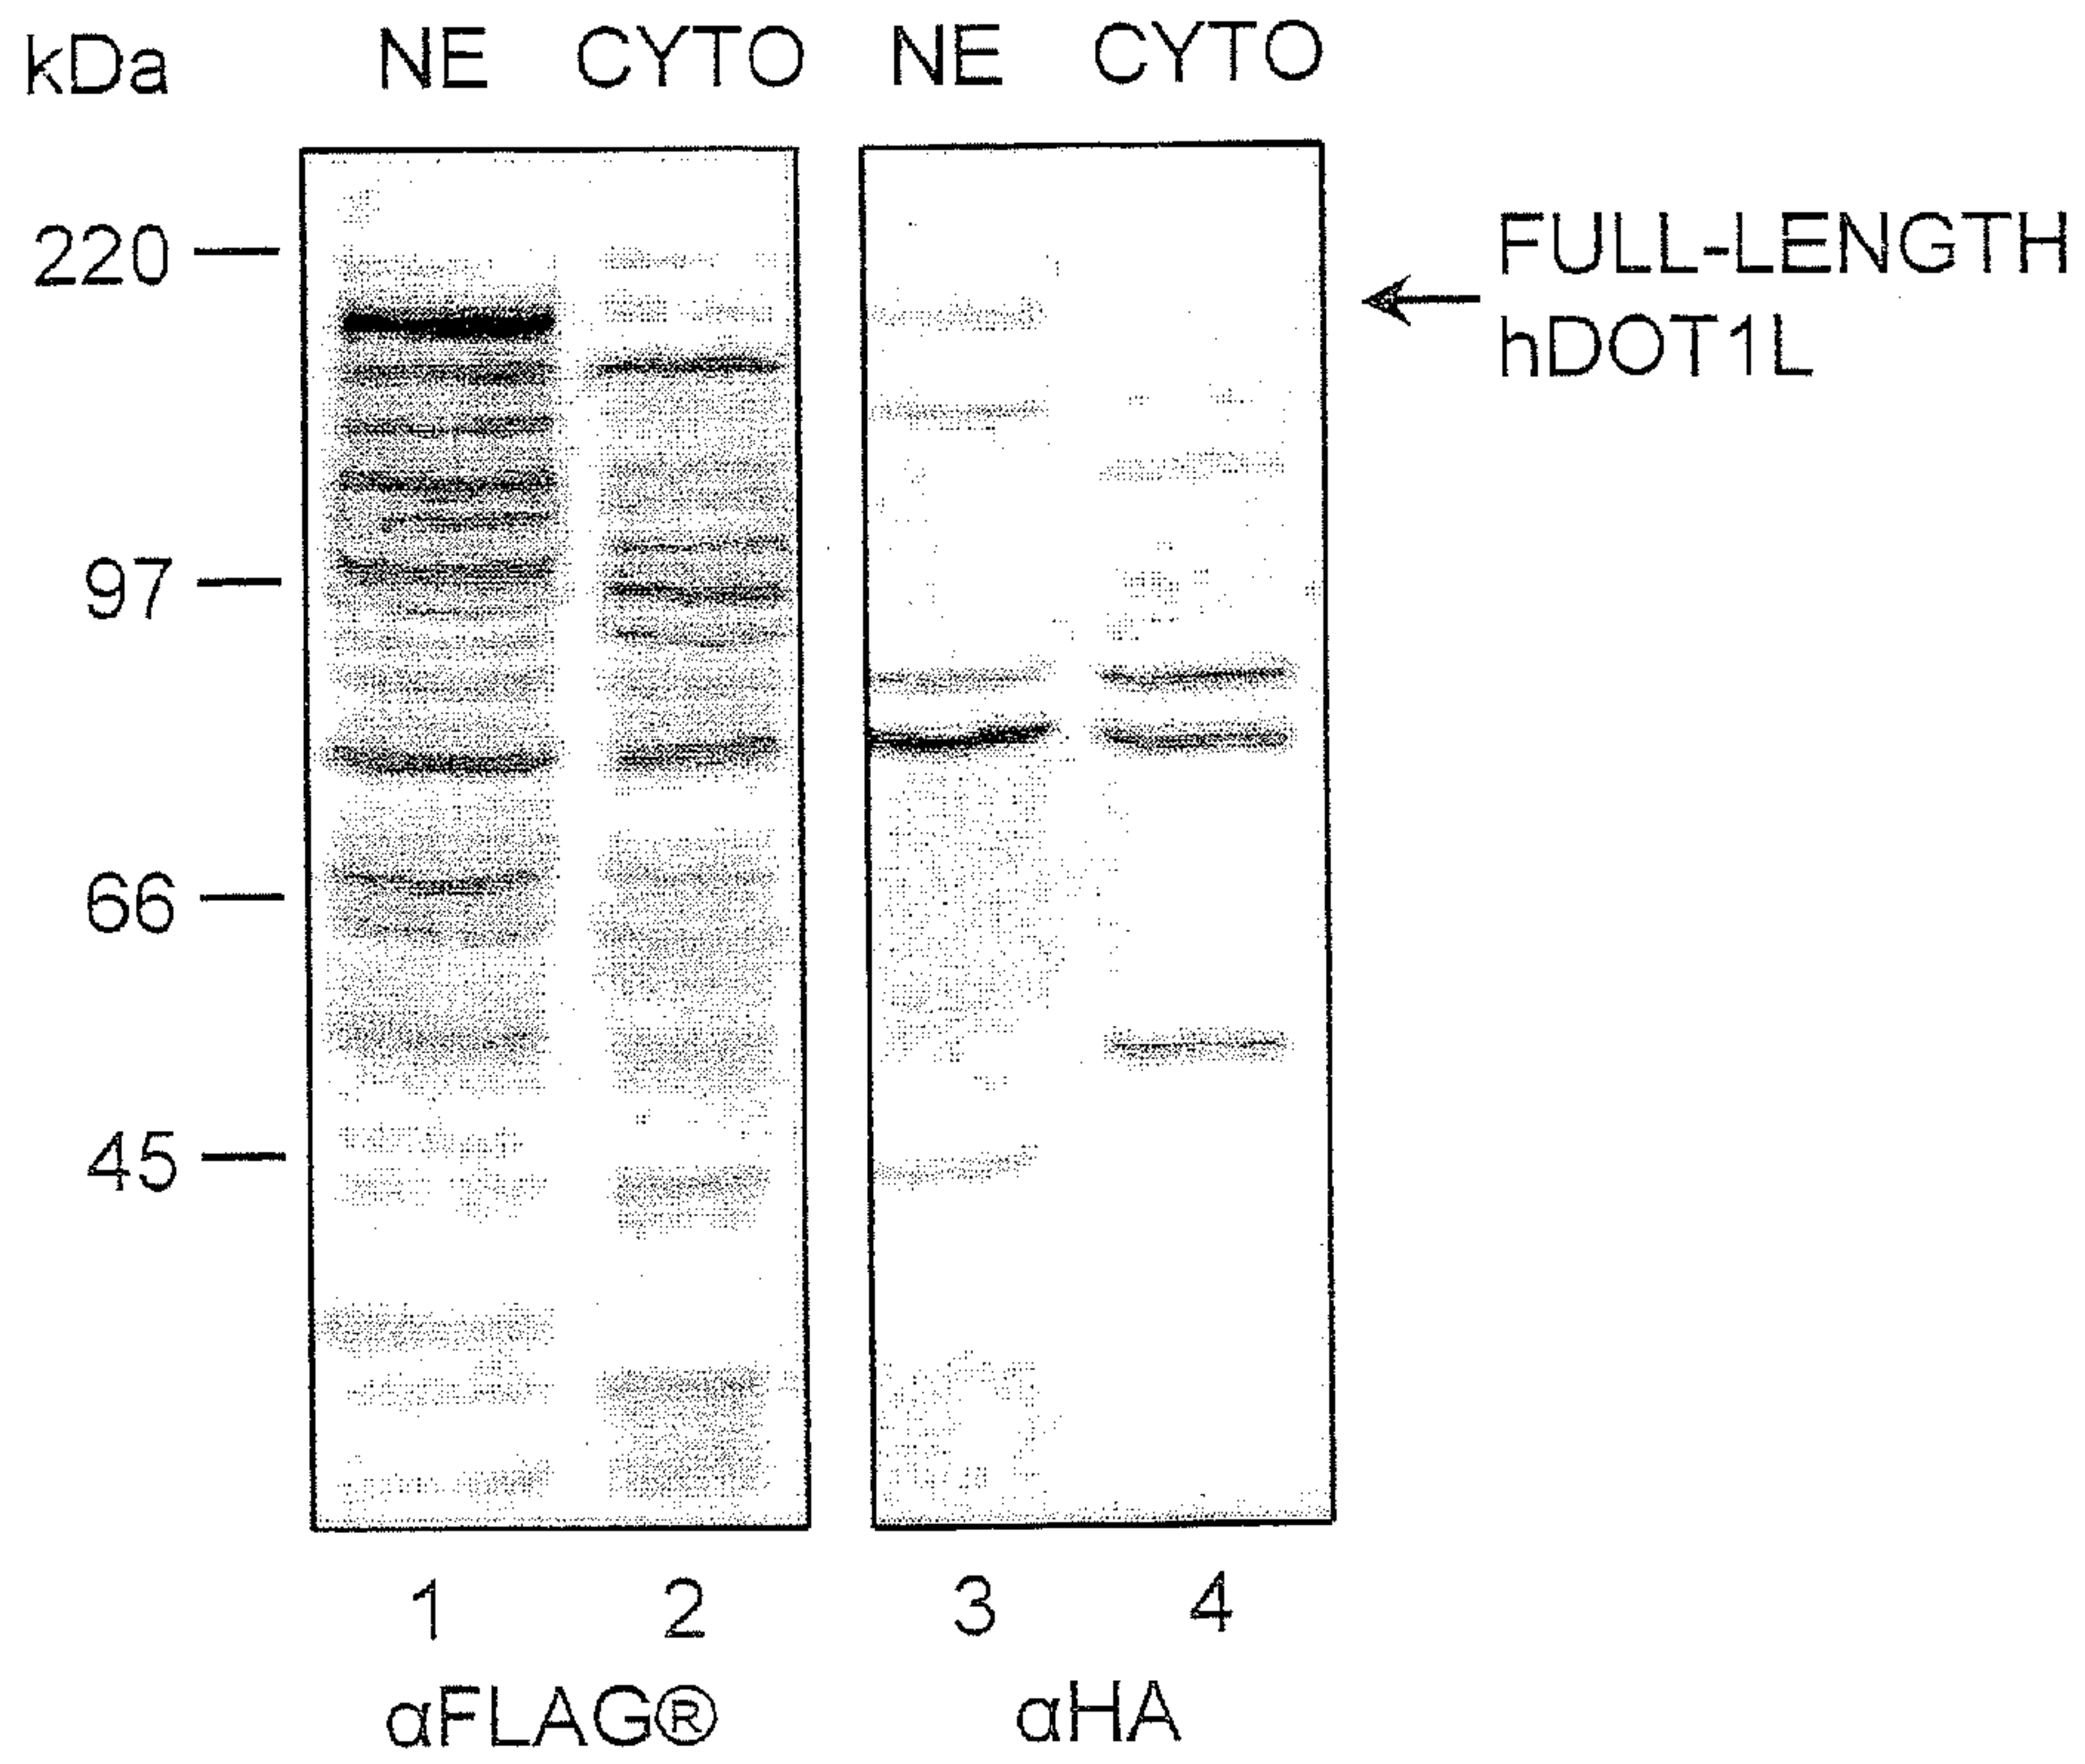 kDa NE CYTO NE CYTO
220
FULL-LENGTH
hDOT1L
97
66
45
1 2 3 4
αFLAG® αHA